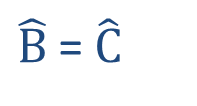 B̂ = Ĉ